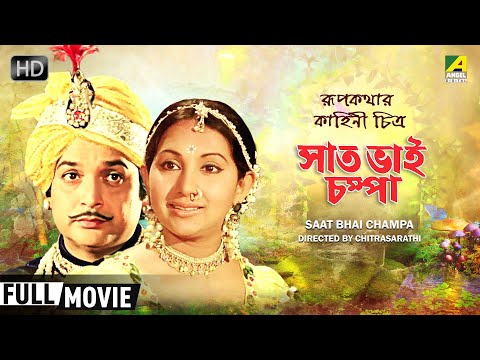 HD
ANGEL
রূপকথার
কাহিনী চিত্র
সাত ভাই
চম্পা
SAAT BHAI CHAMPA
DIRECTED BY CHITRASARATHI
FULL MOVIE